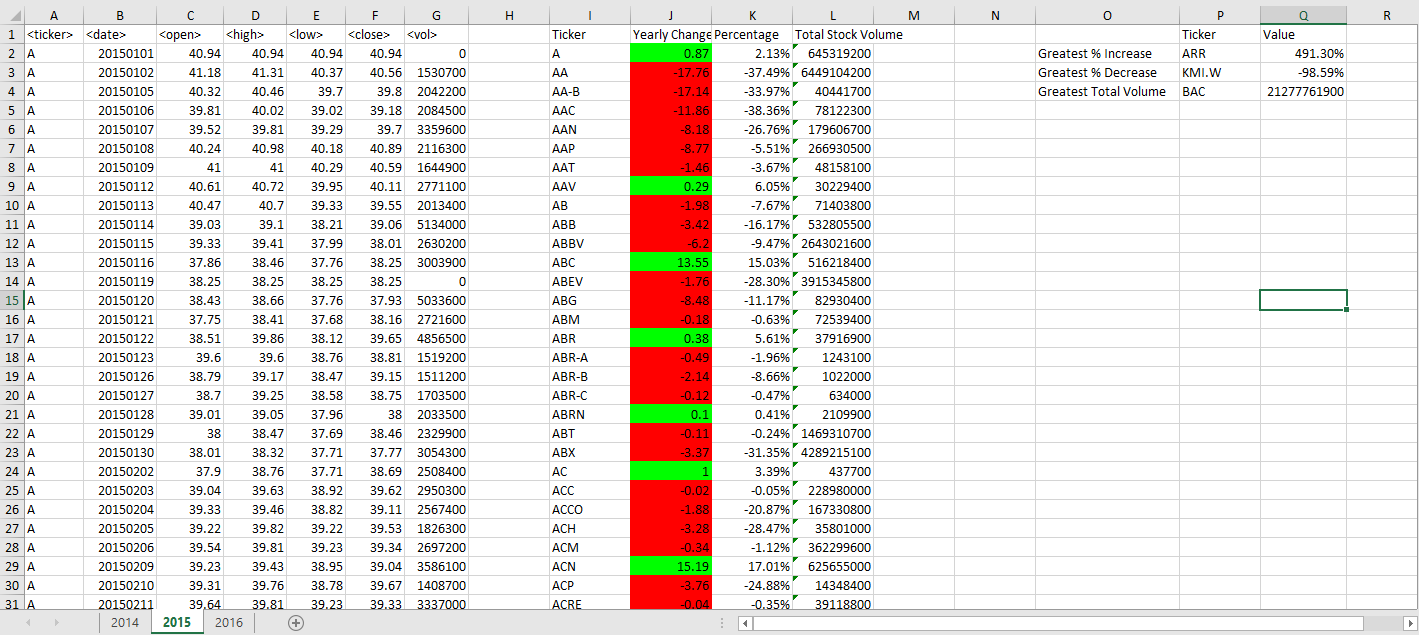 A B C D E F G H I J K L M N O P Q R
1 <ticker> <date> <open> <high> <low> <close> <vol> Ticker Yearly Change Percentage Total Stock Volume Ticker Value
2 A 20150101 40.94 40.94 40.94 40.94 0 A 0.87 2.13% 645319200 Greatest % Increase ARR 491.30%
3 A 20150102 41.18 41.31 40.37 40.56 1530700 AA -17.76 -37.49% 6449104200 Greatest % Decrease KMI.W -98.59%
4 A 20150105 40.32 40.46 39.7 39.8 2042200 AA-B -17.14 -33.97% 40441700 Greatest Total Volume BAC 21277761900
5 A 20150106 39.81 40.02 39.02 39.18 2084500 AAC -11.86 -38.36% 78122300
6 A 20150107 39.52 39.81 39.29 39.7 3359600 AAN -8.18 -26.76% 179606700
7 A 20150108 40.24 40.98 40.18 40.89 2116300 AAP -8.77 -5.51% 266930500
8 A 20150109 41 41 40.29 40.59 1644900 AAT -1.46 -3.67% 48158100
9 A 20150112 40.61 40.72 39.95 40.11 2771100 AAV 0.29 6.05% 30229400
10 A 20150113 40.47 40.7 39.33 39.55 2013400 AB -1.98 -7.67% 71403800
11 A 20150114 39.03 39.1 38.21 39.06 5134000 ABB -3.42 -16.17% 532805500
12 A 20150115 39.33 39.41 37.99 38.01 2630200 ABBV -6.2 -9.47% 2643021600
13 A 20150116 37.86 38.46 37.76 38.25 3003900 ABC 13.55 15.03% 516218400
14 A 20150119 38.25 38.25 38.25 38.25 0 ABEV -1.76 -28.30% 3915345800
15 A 20150120 38.43 38.66 37.76 37.93 5033600 ABG -8.48 -11.17% 82930400
16 A 20150121 37.75 38.41 37.68 38.16 2721600 ABM -0.18 -0.63% 72539400
17 A 20150122 38.51 39.86 38.12 39.65 4856500 ABR 0.38 5.61% 37916900
18 A 20150123 39.6 39.6 38.76 38.81 1519200 ABR-A -0.49 -1.96% 1243100
19 A 20150126 38.79 39.17 38.47 39.15 1511200 ABR-B -2.14 -8.66% 1022000
20 A 20150127 38.7 39.25 38.58 38.75 1703500 ABR-C -0.12 -0.47% 634000
21 A 20150128 39.01 39.05 37.96 38 2033500 ABRN 0.1 0.41% 2109900
22 A 20150129 38 38.47 37.69 38.46 2329900 ABT -0.11 -0.24% 1469310700
23 A 20150130 38.01 38.32 37.71 37.77 3054300 ABX -3.37 -31.35% 4289215100
24 A 20150202 37.9 38.76 37.71 38.69 2508400 AC 1 3.39% 437700
25 A 20150203 39.04 39.63 38.92 39.62 2950300 ACC -0.02 -0.05% 228980000
26 A 20150204 39.33 39.46 38.82 39.11 2567400 ACCO -1.88 -20.87% 167330800
27 A 20150205 39.22 39.82 39.22 39.53 1826300 ACH -3.28 -28.47% 35801000
28 A 20150206 39.54 39.81 39.23 39.34 2697200 ACM -0.34 -1.12% 362299600
29 A 20150209 39.23 39.43 38.95 39.04 3586100 ACN 15.19 17.01% 625655000
30 A 20150210 39.31 39.76 38.78 39.67 1408700 ACP -3.76 -24.88% 14348400
31 A 20150211 39.64 39.81 39.23 39.33 3337000 ACRE -0.04 -0.35% 39118800
2014 2015 2016